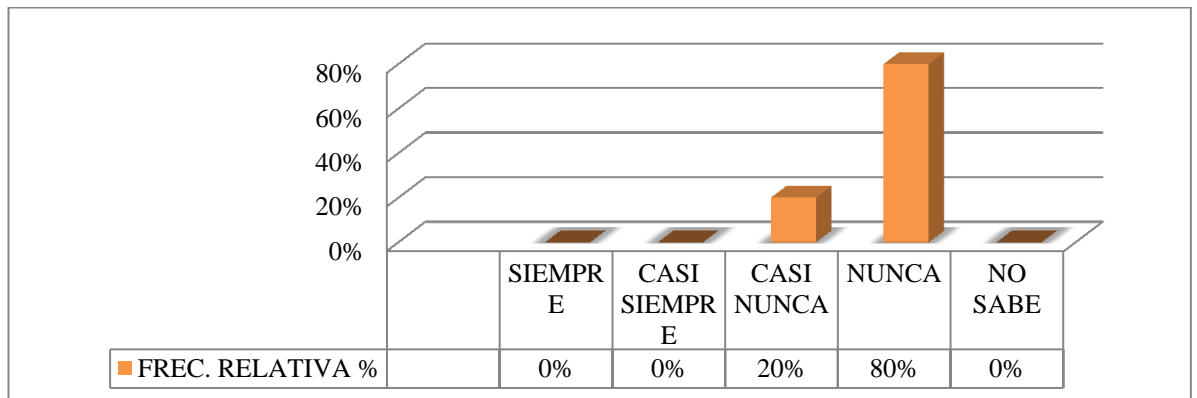 80%
60%
40%
20%
0%
SIEMPR
E
CASI
SIEMPR
E
CASI
NUNCA
NUNCA
NO
SABE
FREC. RELATIVA %
0%
0%
20%
80%
0%